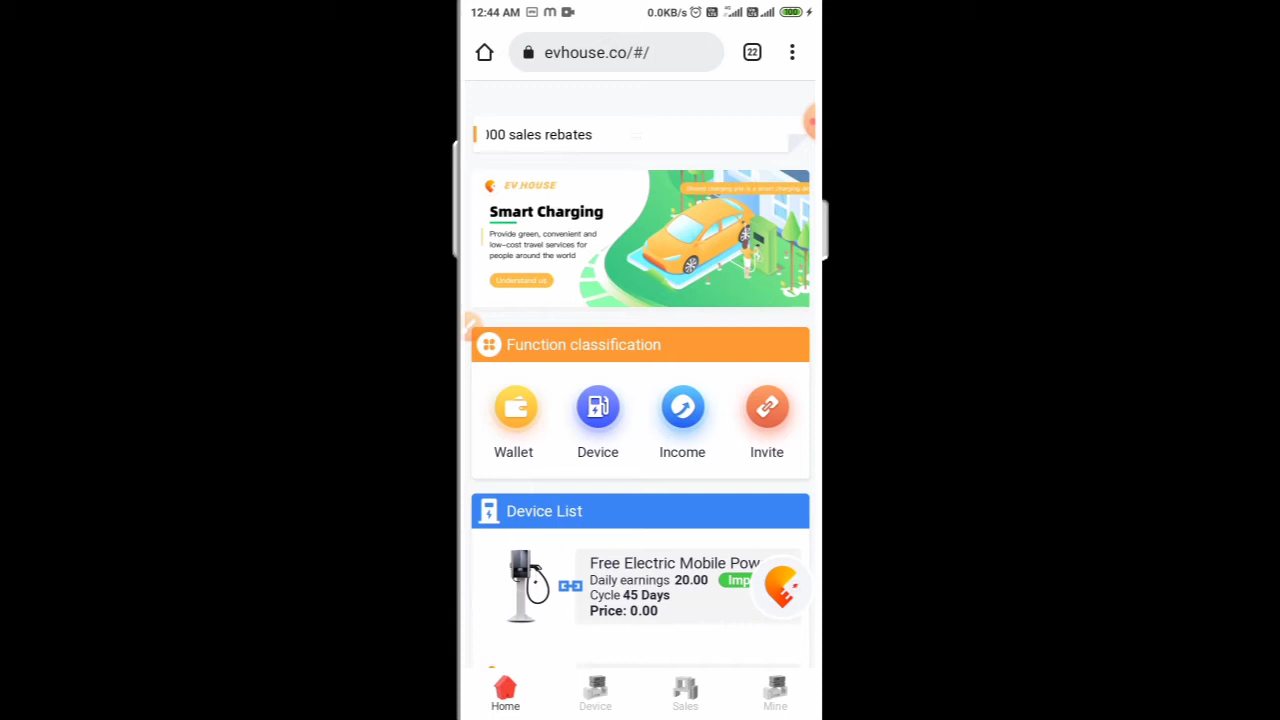 12:44 AM
0.0KB/s
100
evhouse.co/#/
22
00 sales rebates
EV HOUSE
Smart Charging
Provide green, convenient and
low-cost travel services for
people around the world
Understand us
Function classification
Wallet
Device
Income
Invite
Device List
Free Electric Mobile Pow
Daily earnings 20.00
Imp
Cycle 45 Days
Price: 0.00
Home
Device
Sales
Mine